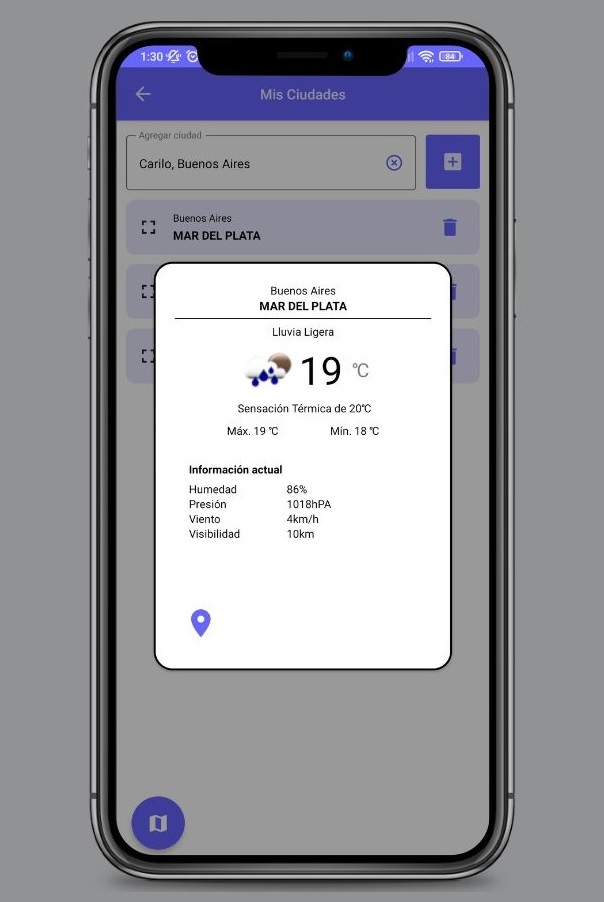 1:30
84
Mis Ciudades
Agregar ciudad
Carilo, Buenos Aires
Buenos Aires
MAR DEL PLATA
Buenos Aires
MAR DEL PLATA
Lluvia Ligera
19 °C
Sensación Térmica de 20°C
Máx. 19 °C Mín. 18 °C
Información actual
Humedad 86%
Presión 1018hPA
Viento 4km/h
Visibilidad 10km